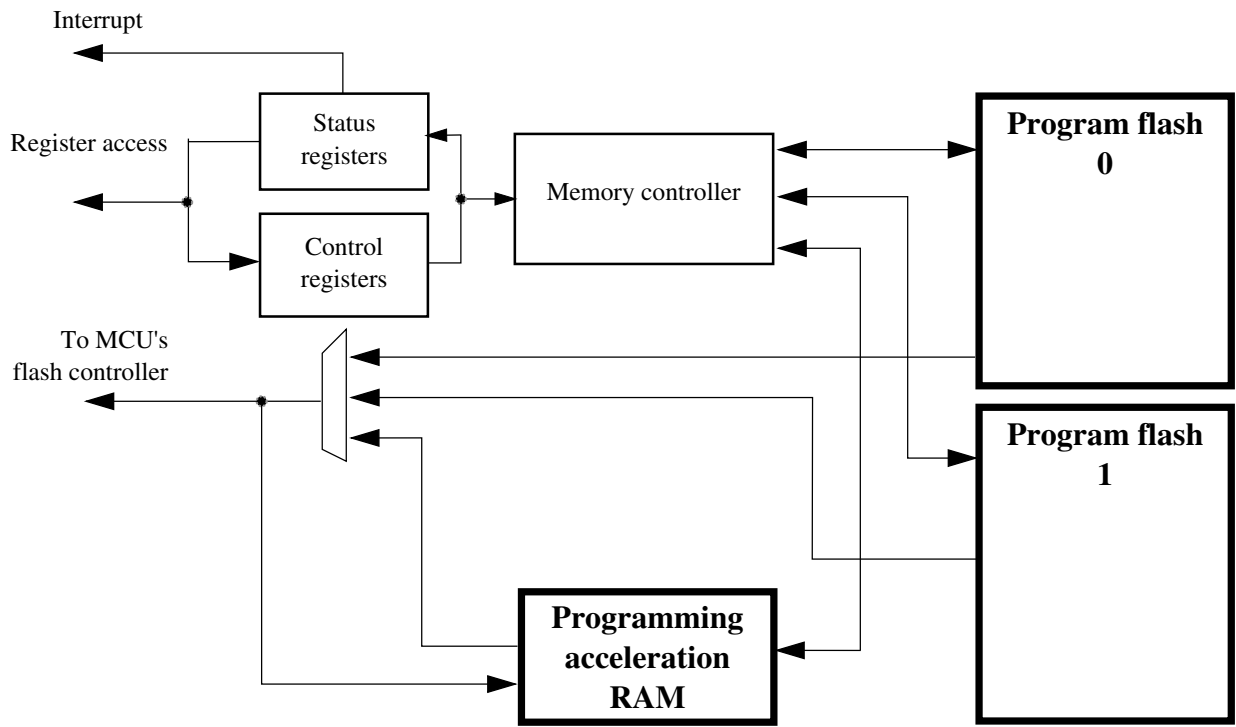 Interrupt
Register access
Status
registers
Control
registers
Memory controller
Program flash
0
To MCU's
flash controller
Program flash
1
Programming
acceleration
RAM